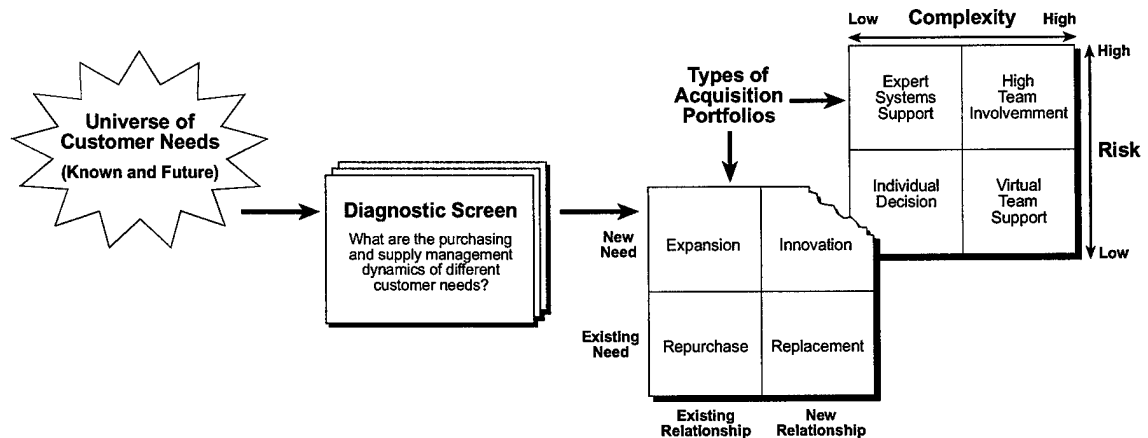 Universe of
Customer Needs
(Known and Future)
Diagnostic Screen
What are the purchasing
and supply management
dynamics of different
customer needs?
Types of
Acquisition
Portfolios
New
Need
Existing
Need
Expansion
Innovation
Repurchase
Replacement
Existing
Relationship
New
Relationship
Low
Complexity
High
Expert
Systems
Support
High
Team
Involvemment
Individual
Decision
Virtual
Team
Support
High
Risk
Low